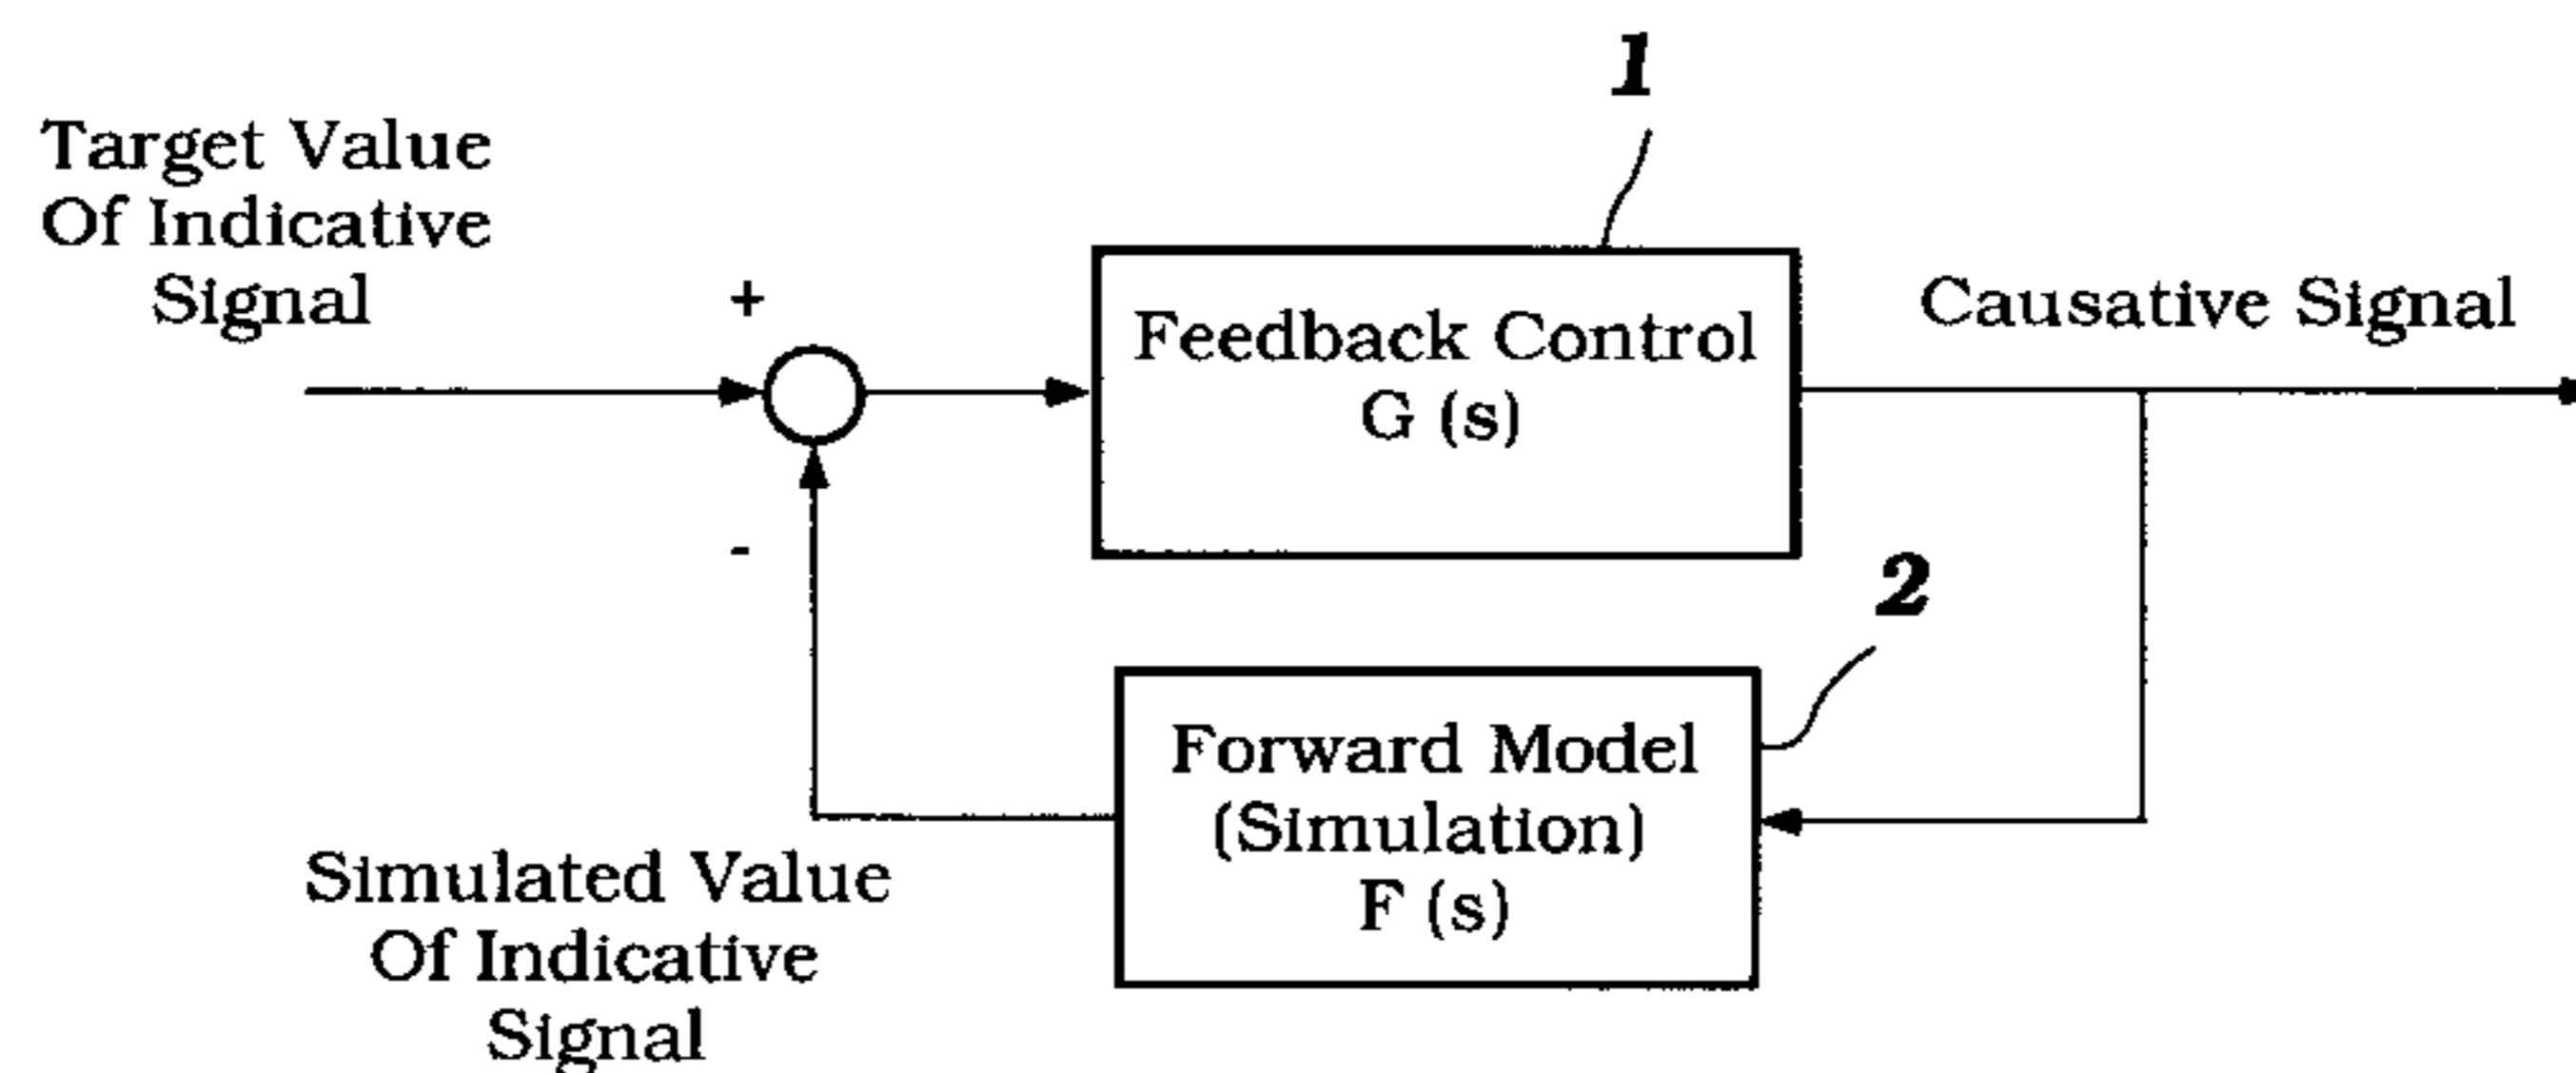 1
Target Value
Of Indicative
Signal
+
Feedback Control
G (s)
Causative Signal
-
2
Forward Model
(Simulation)
F (s)
Simulated Value
Of Indicative
Signal